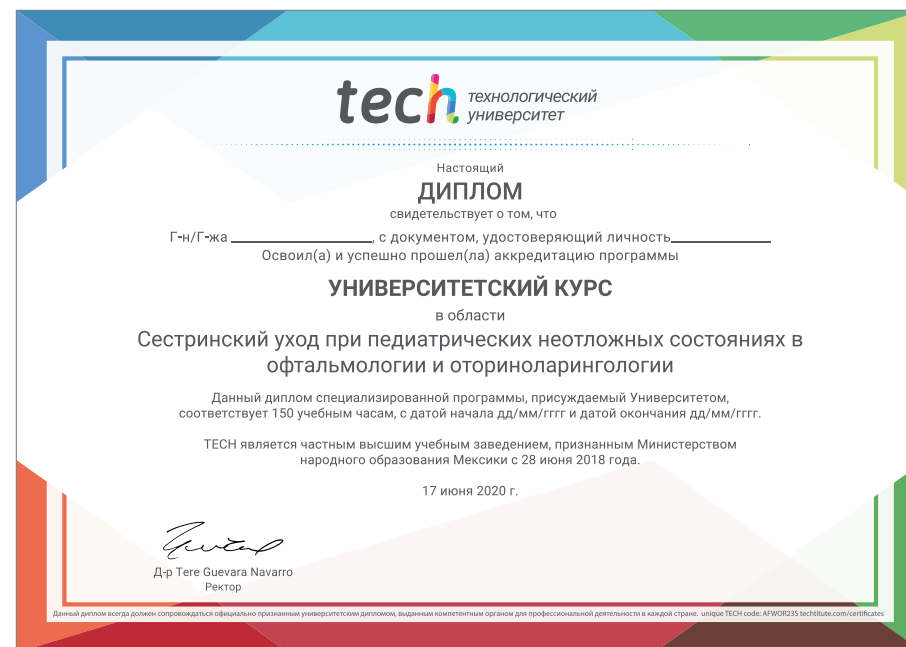 tech технологический
университет
Настоящий
ДИПЛОМ
свидетельствует о том, что
Г-н/Г-жа , с документом, удостоверяющий личность
Освоил(а) и успешно прошел(ла) аккредитацию программы
УНИВЕРСИТЕТСКИЙ КУРС
в области
Сестринский уход при педиатрических неотложных состояниях в
офтальмологии и оториноларингологии
Данный диплом специализированной программы, присуждаемый Университетом,
соответствует 150 учебным часам, с датой начала дд/мм/гггг и датой окончания дд/мм/гггг.
TECH является частным высшим учебным заведением, признанным Министерством
народного образования Мексики с 28 июня 2018 года.
17 июня 2020 г.
Д-р Tere Guevara Navarro
Ректор
Данный диплом всегда должен сопровождаться официально признанным университетским дипломом, выданным компетентным органом для профессиональной деятельности в каждой стране. unique TECH code: AFWOR23S techtitute.com/certificates